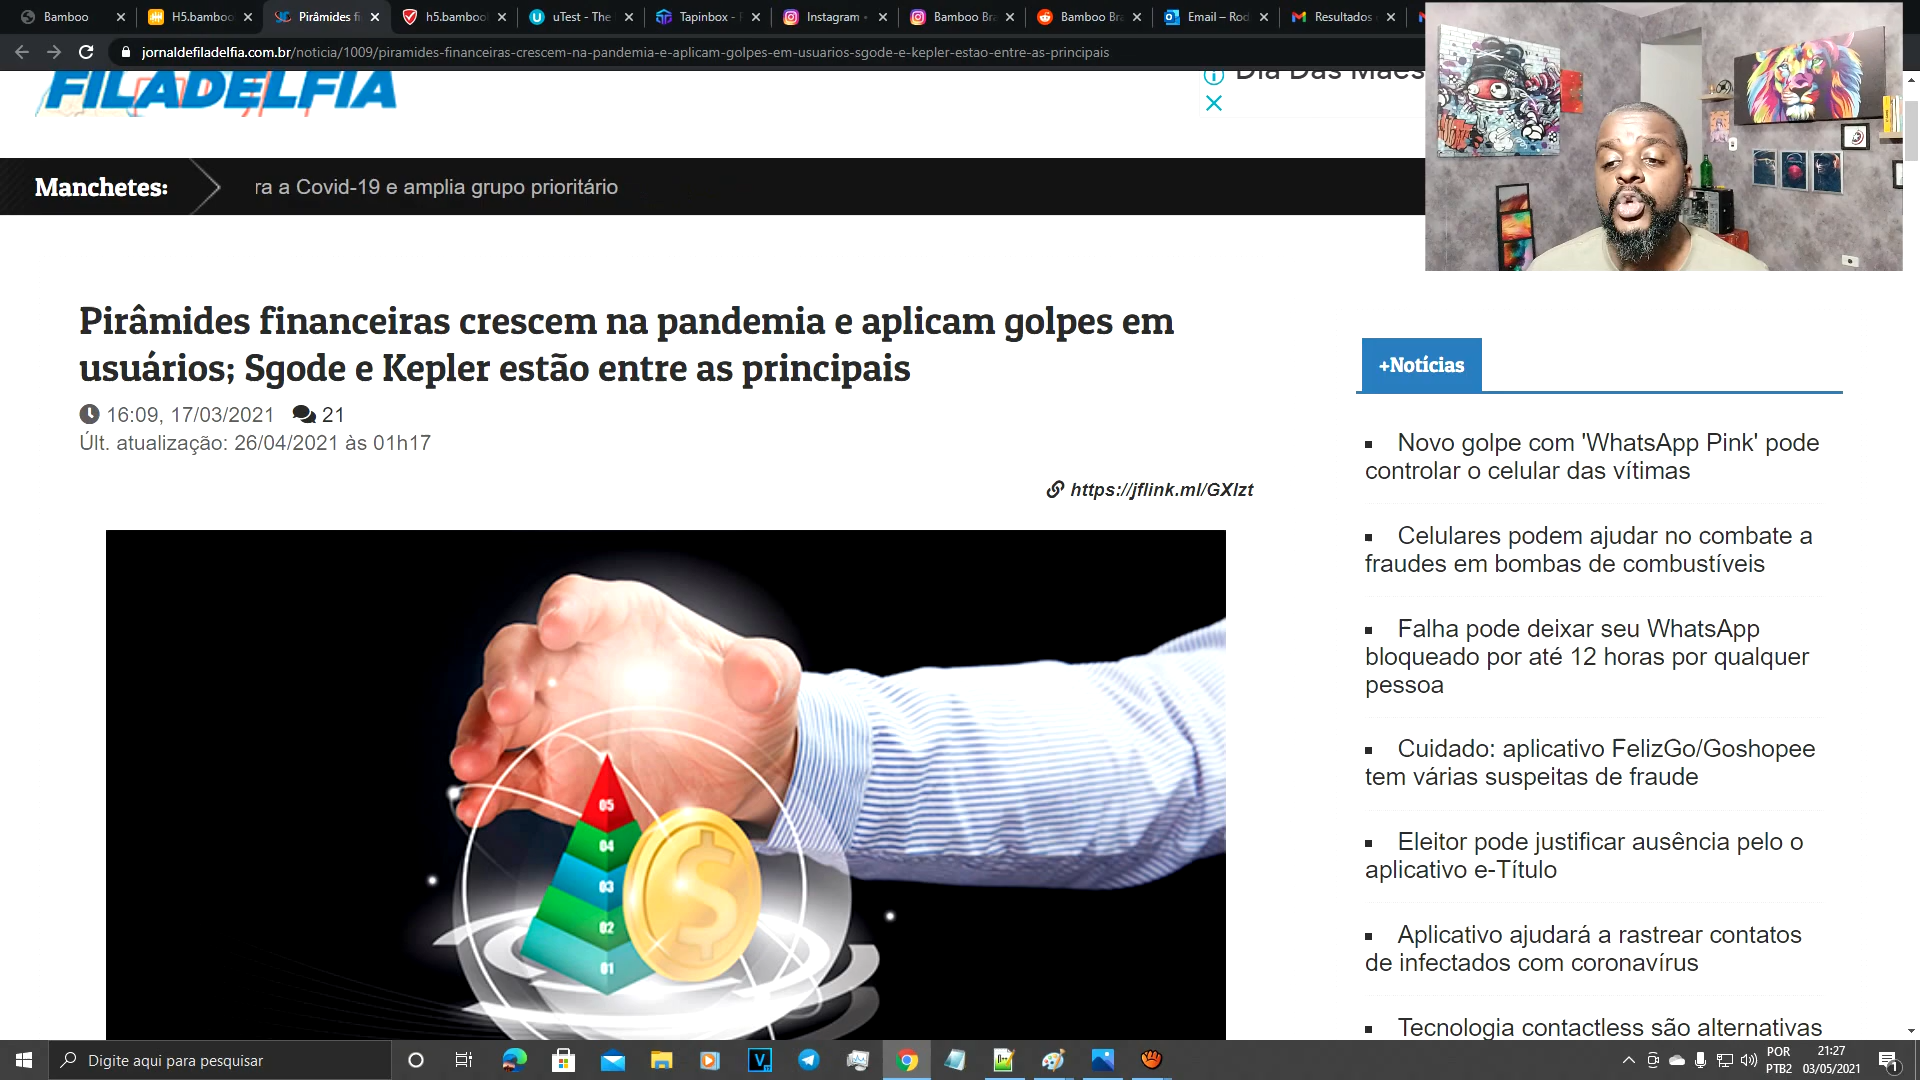 Bamboo
H5.bamboo
Pirâmides fi
h5.bamboo
uTest - The
Tapinbox -
Instagram
Bamboo Bra
Bamboo Bra
Email – Rod
Resultados
jornaldefiladelfia.com.br/noticia/1009/piramides-financeiras-crescem-na-pandemia-e-aplicam-golpes-em-usuarios-sgode-e-kepler-estao-entre-as-principais
FILADELFIA
Dia Das Mães
Manchetes:
ra a Covid-19 e amplia grupo prioritário
Pirâmides financeiras crescem na pandemia e aplicam golpes em
usuários; Sgode e Kepler estão entre as principais
16:09, 17/03/2021 21
Últ. atualização: 26/04/2021 às 01h17
https://jflink.ml/GXlzt
05
04
03
02
01
$
+Notícias
Novo golpe com 'WhatsApp Pink' pode
controlar o celular das vítimas
Celulares podem ajudar no combate a
fraudes em bombas de combustíveis
Falha pode deixar seu WhatsApp
bloqueado por até 12 horas por qualquer
pessoa
Cuidado: aplicativo FelizGo/Goshopee
tem várias suspeitas de fraude
Eleitor pode justificar ausência pelo o
aplicativo e-Título
Aplicativo ajudará a rastrear contatos
de infectados com coronavírus
Tecnologia contactless são alternativas
Digite aqui para pesquisar
POR
PTB2
21:27
03/05/2021
1